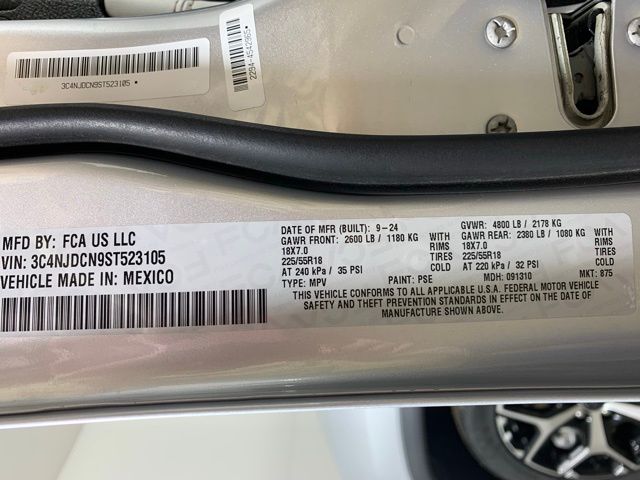 3C4NJDCN9ST523105 *
2294-4542365*
MFD BY: FCA US LLC
VIN: 3C4NJDCN9ST523105
VEHICLE MADE IN: MEXICO
DATE OF MFR (BUILT): 9-24 GVWR: 4800 LB / 2178 KG
GAWR FRONT: 2600 LB / 1180 KG WITH GAWR REAR: 2380 LB / 1080 KG WITH
18X7.0 RIMS 18X7.0 RIMS
225/55R18 TIRES 225/55R18 TIRES
AT 240 kPa / 35 PSI COLD AT 220 kPa / 32 PSI COLD
TYPE: MPV PAINT: PSE MDH: 091310 MKT: 875
THIS VEHICLE CONFORMS TO ALL APPLICABLE U.S.A. FEDERAL MOTOR VEHICLE
SAFETY AND THEFT PREVENTION STANDARDS IN EFFECT ON THE DATE OF
MANUFACTURE SHOWN ABOVE.